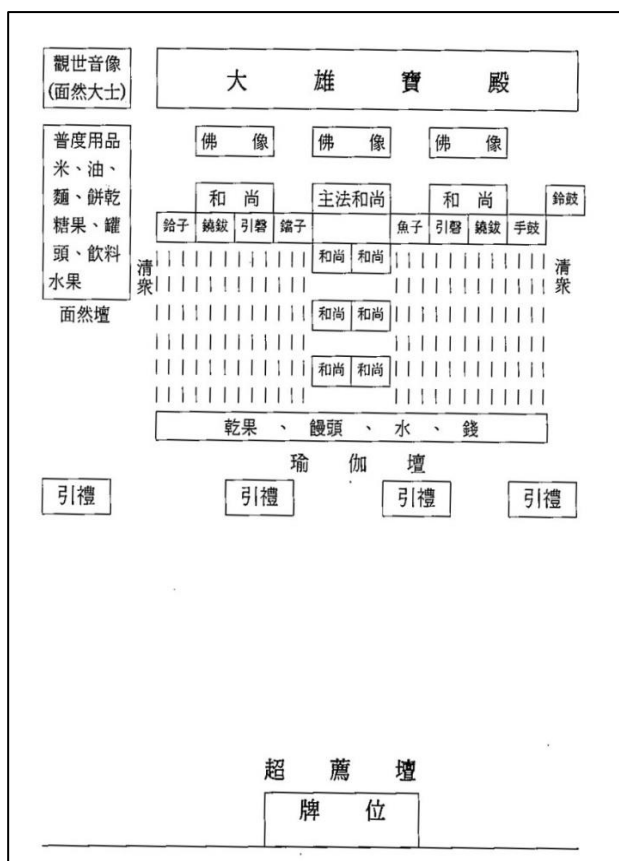 觀世音像
(面然大士)
大雄寶殿
普度用品
米、油、
麵、餅乾
糖果、罐
頭、飲料
水果
面然壇
佛像
佛像
佛像
和尚
主法和尚
和尚
鈴鼓
鉿子
鐃鈸
引磬
鐺子
魚子
引磬
鐃鈸
手鼓
清衆
和尚
和尚
清衆
和尚
和尚
和尚
和尚
乾果、饅頭、水、錢
瑜伽壇
引禮
引禮
引禮
引禮
超薦壇
牌位